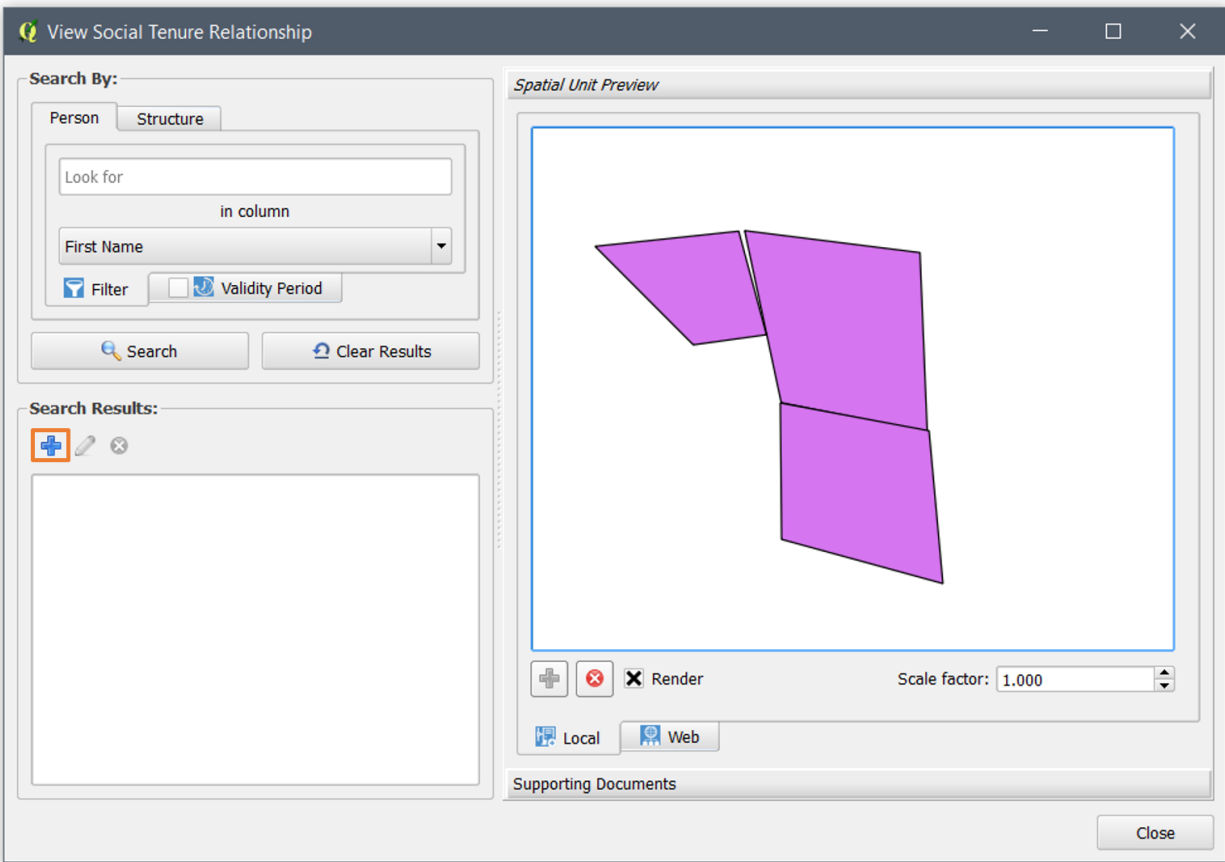 View Social Tenure Relationship
Search By:
Person
Structure
Look for
in column
First Name
Filter
Validity Period
Search
Clear Results
Search Results:
Spatial Unit Preview
Render
Scale factor:
1.000
Local
Web
Supporting Documents
Close